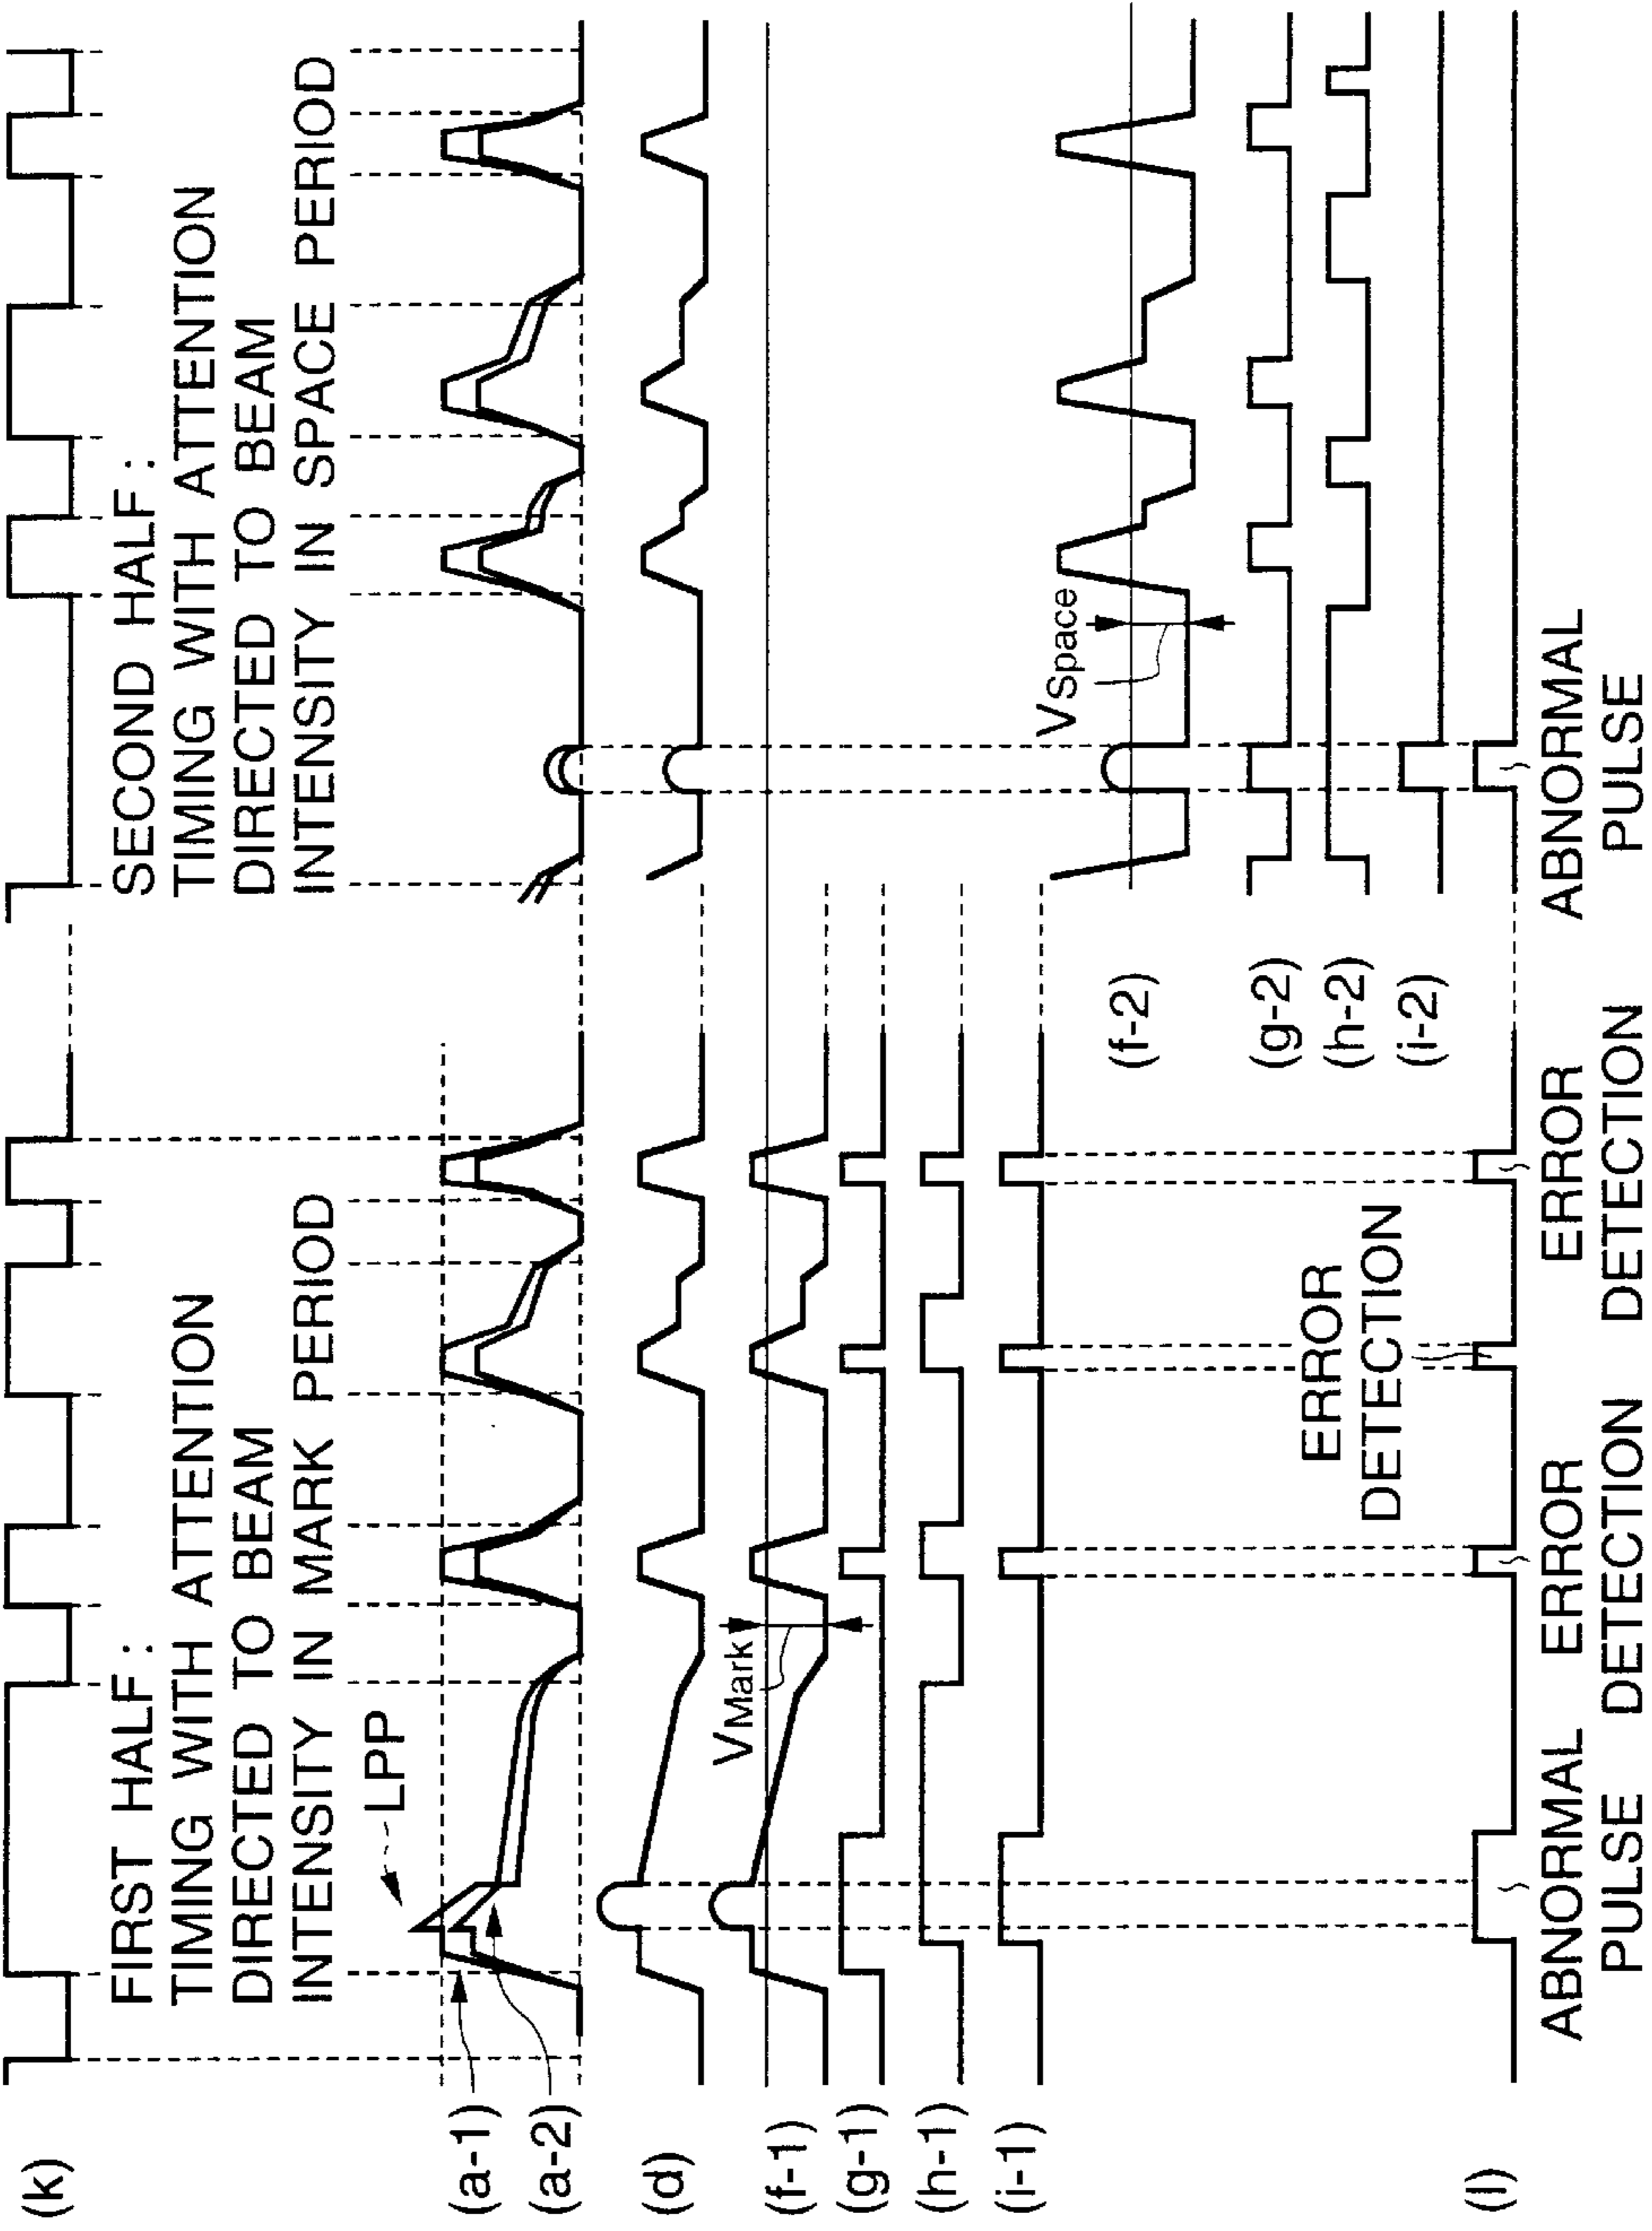 (k)
FIRST HALF :
TIMING WITH ATTENTION
DIRECTED TO BEAM
INTENSITY IN MARK PERIOD
SECOND HALF :
TIMING WITH ATTENTION
DIRECTED TO BEAM
INTENSITY IN SPACE PERIOD
LPP
(a-1)
(a-2)
(d)
VMark
(f-1)
(g-1)
(h-1)
(i-1)
VSpace
(f-2)
(g-2)
(h-2)
(i-2)
ERROR
DETECTION
(l)
ABNORMAL
PULSE
ERROR
DETECTION
ERROR
DETECTION
ABNORMAL
PULSE